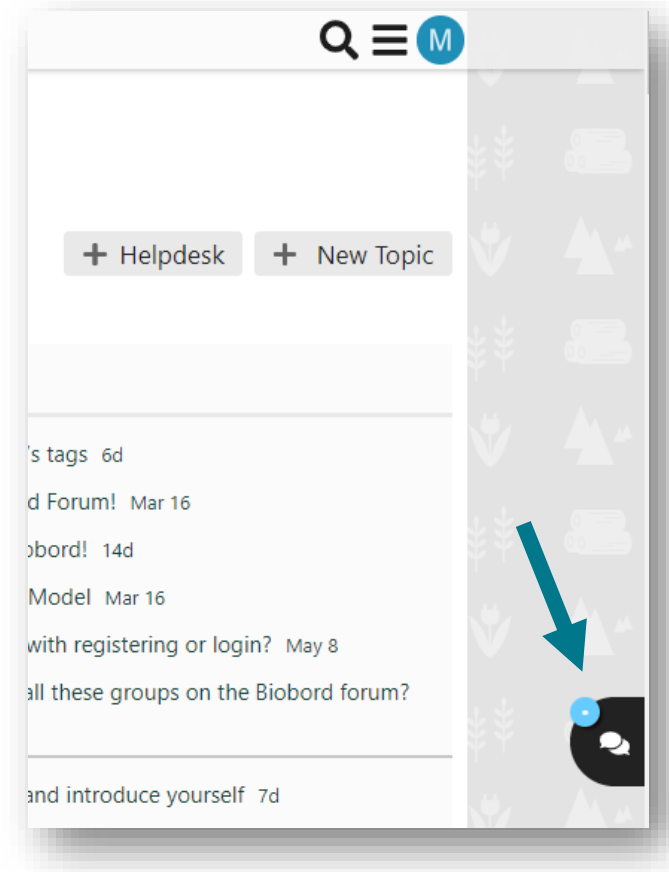 M
+ Helpdesk
+ New Topic
's tags 6d
d Forum! Mar 16
obord! 14d
Model Mar 16
with registering or login? May 8
all these groups on the Biobord forum?
and introduce yourself 7d